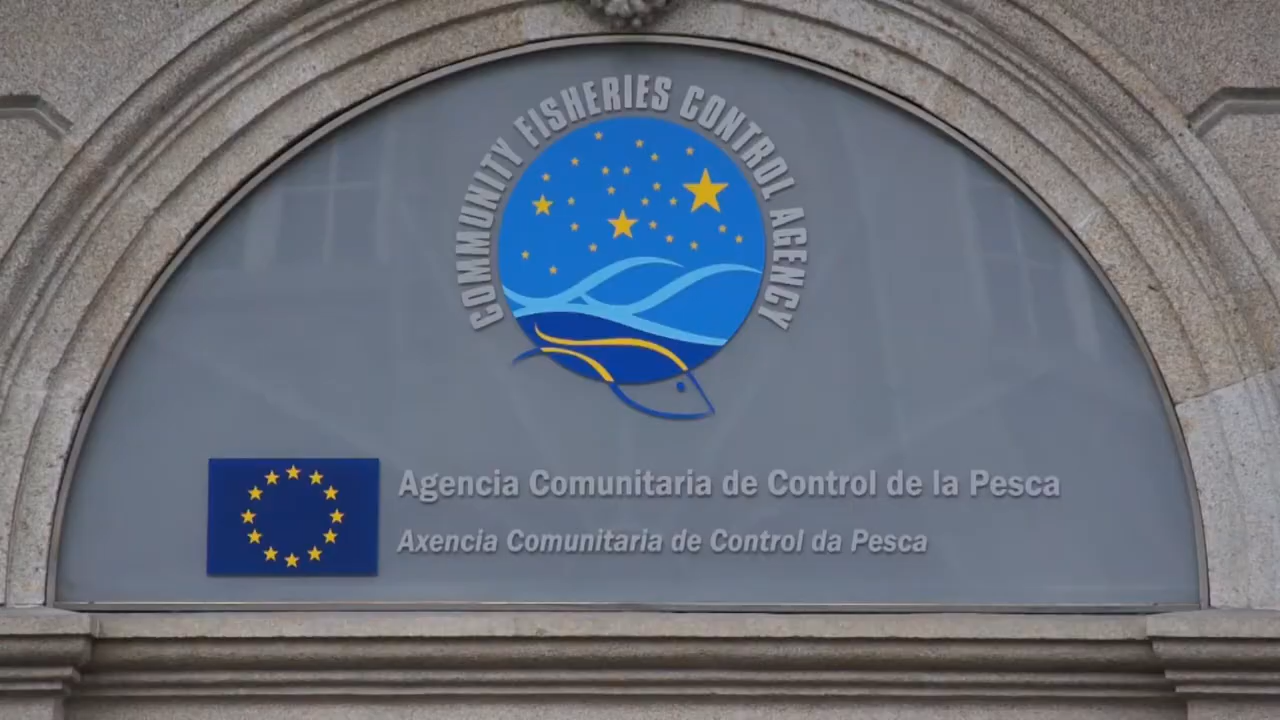 COMMUNITY FISHERIES CONTROL AGENCY
Agencia Comunitaria de Control de la Pesca
Axencia Comunitaria de Control da Pesca